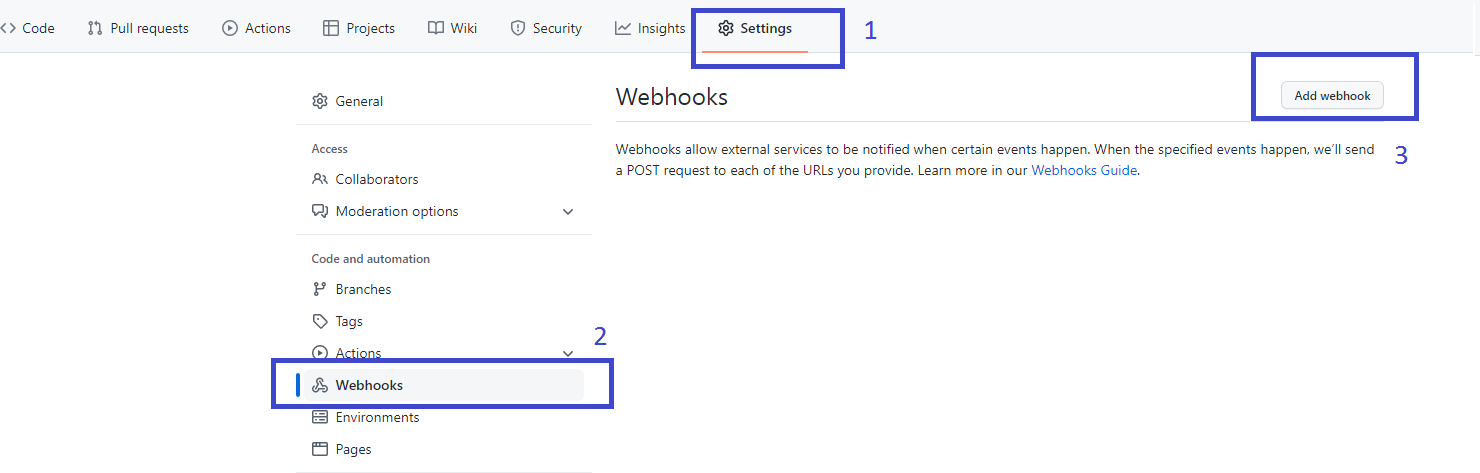 Code Pull requests Actions Projects Wiki Security Insights Settings 1
General
Access
Collaborators
Moderation options
Code and automation
Branches
Tags
Actions
2
Webhooks
Environments
Pages
Webhooks
Add webhook
3
Webhooks allow external services to be notified when certain events happen. When the specified events happen, we'll send
a POST request to each of the URLs you provide. Learn more in our Webhooks Guide.